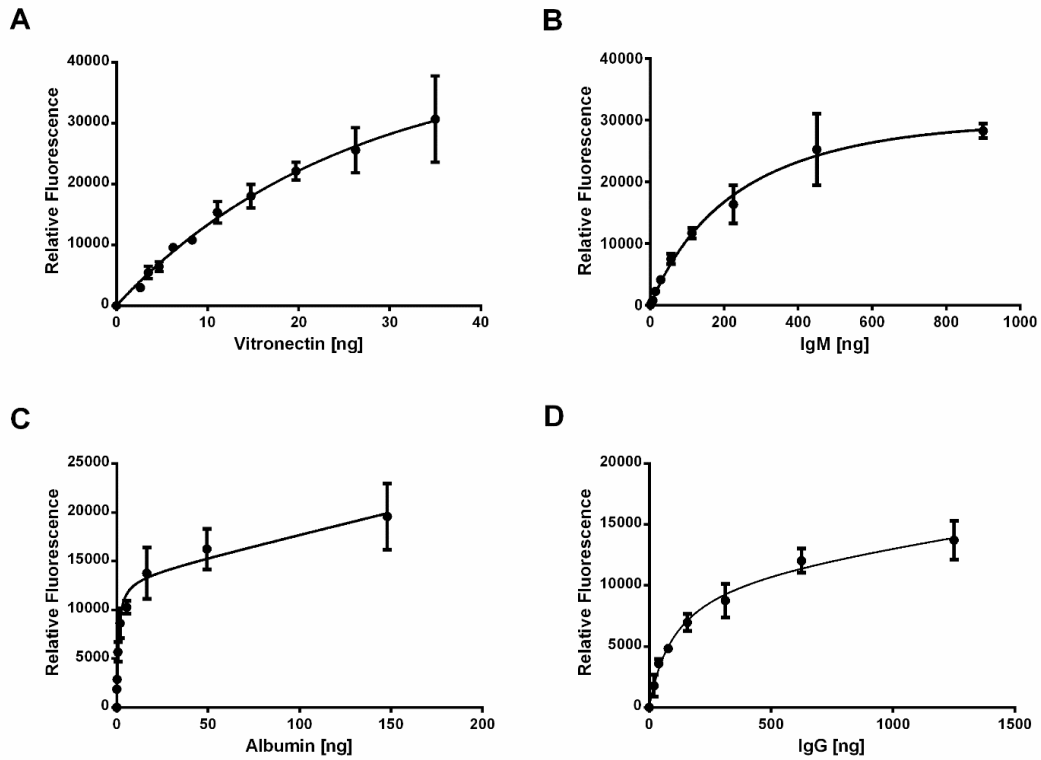 A
Relative Fluorescence
40000
30000
20000
10000
0
0 10 20 30 40
Vitronectin [ng]
B
Relative Fluorescence
40000
30000
20000
10000
0
0 200 400 600 800 1000
IgM [ng]
C
Relative Fluorescence
25000
20000
15000
10000
5000
0
0 50 100 150 200
Albumin [ng]
D
Relative Fluorescence
20000
15000
10000
5000
0
0 500 1000 1500
IgG [ng]